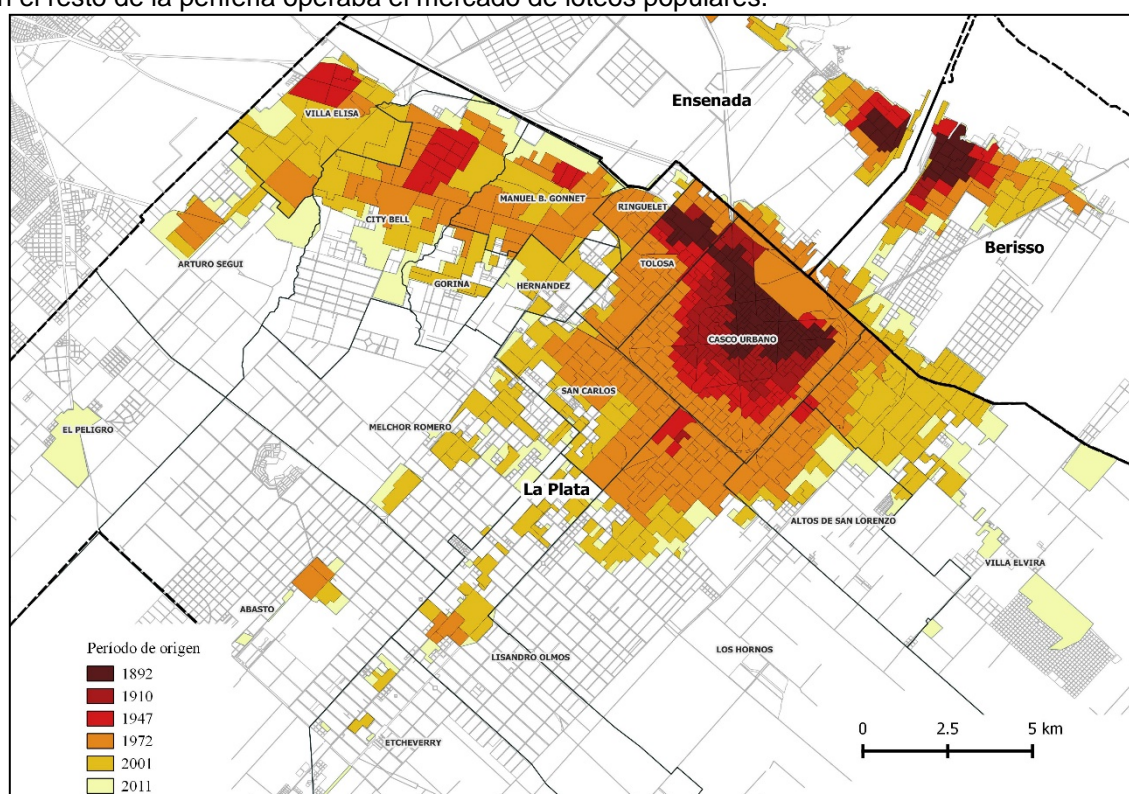 n el resto de la periferia operaba el mercado de loteos populares.
Ensenada
VILLA ELISA
MANUEL B. GONNET
RINGUELET
CITY BELL
Berisso
ARTURO SEGUI
TOLOSA
GORINA
HERNANDEZ
CASCO URBANO
SAN CARLOS
EL PELIGRO
MELCHOR ROMERO
La Plata
ALTOS DE SAN LORENZO
VILLA ELVIRA
ABASTO
LISANDRO OLMOS
LOS HORNOS
ETCHEVERRY
Período de origen
1892
1910
1947
1972
2001
2011
0 2.5 5 km